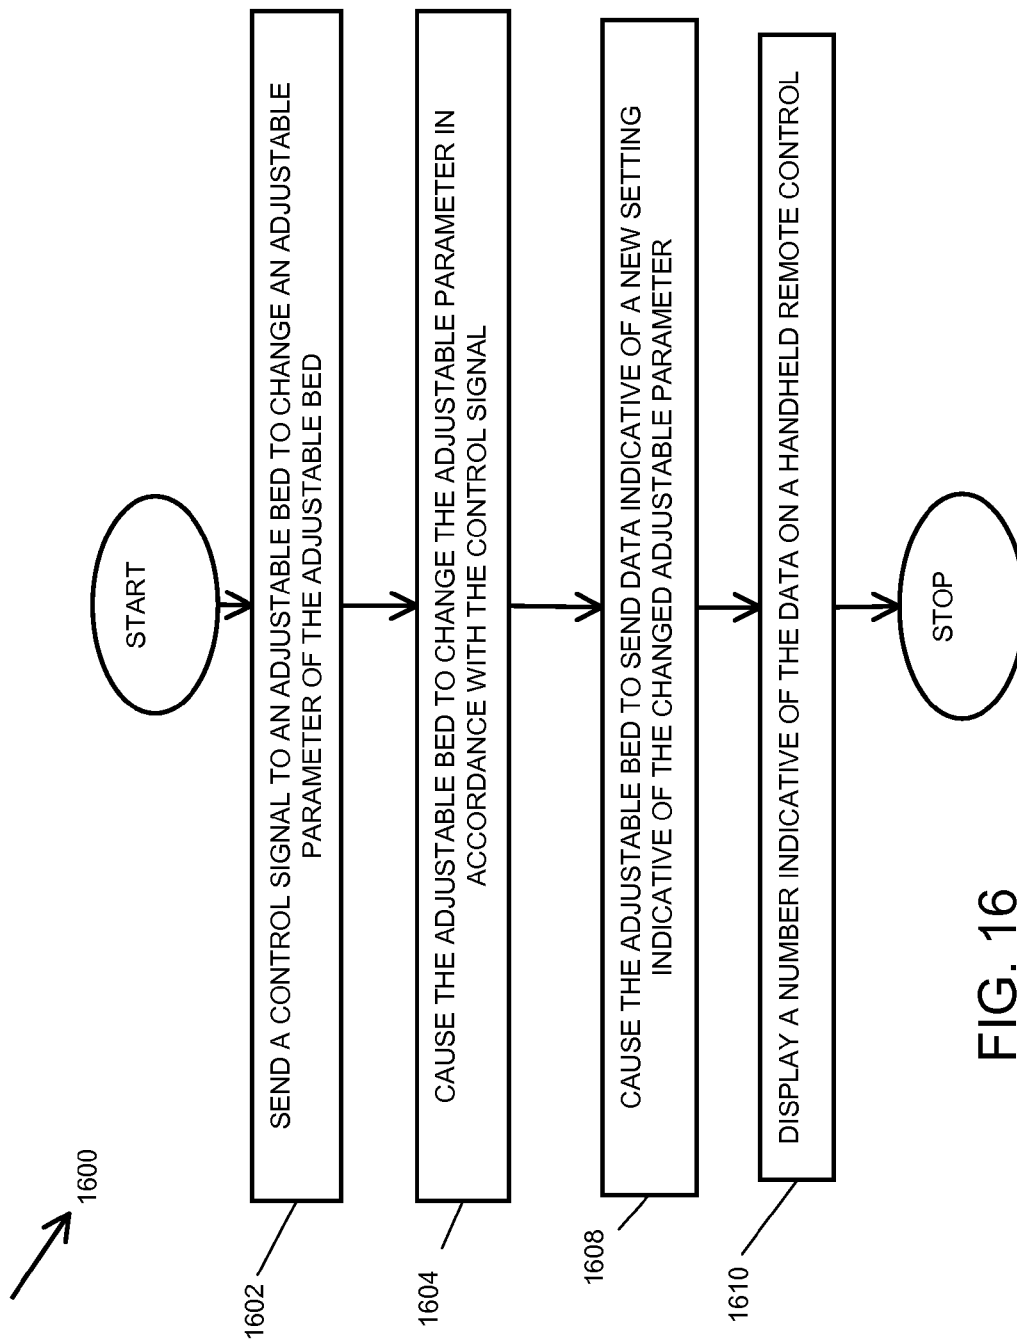 1600
START
1602
SEND A CONTROL SIGNAL TO AN ADJUSTABLE BED TO CHANGE AN ADJUSTABLE
PARAMETER OF THE ADJUSTABLE BED
1604
CAUSE THE ADJUSTABLE BED TO CHANGE THE ADJUSTABLE PARAMETER IN
ACCORDANCE WITH THE CONTROL SIGNAL
1608
CAUSE THE ADJUSTABLE BED TO SEND DATA INDICATIVE OF A NEW SETTING
INDICATIVE OF THE CHANGED ADJUSTABLE PARAMETER
1610
DISPLAY A NUMBER INDICATIVE OF THE DATA ON A HANDHELD REMOTE CONTROL
STOP
FIG. 16